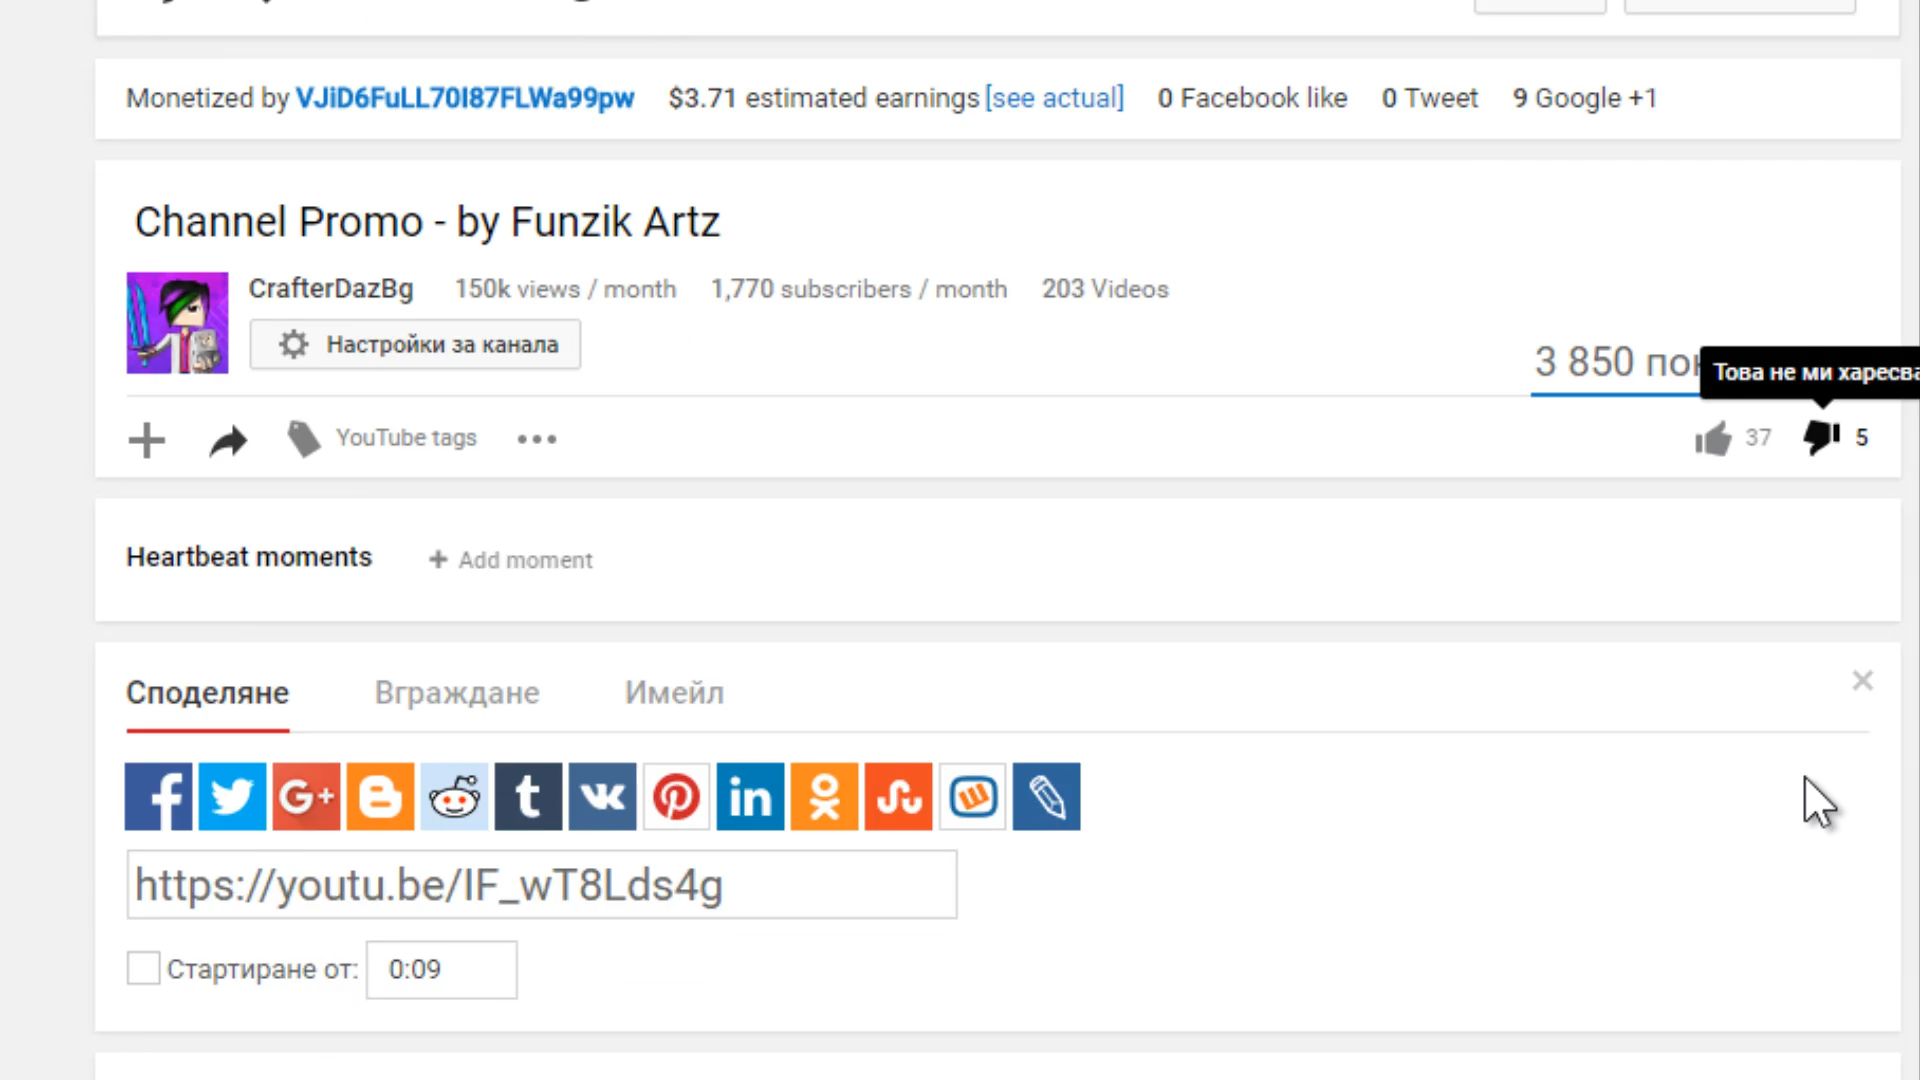 Monetized by VJiD6FuLL70I87FLWa99pw $3.71 estimated earnings [see actual] 0 Facebook like 0 Tweet 9 Google +1
Channel Promo - by Funzik Artz
CrafterDazBg 150k views / month 1,770 subscribers / month 203 Videos
Настройки за канала
3 850
Това не ми харесва
+ YouTube tags ••• 37 5
Heartbeat moments + Add moment
Споделяне Вграждане Имейл
https://youtu.be/IF_wT8Lds4g
Стартиране от: 0:09